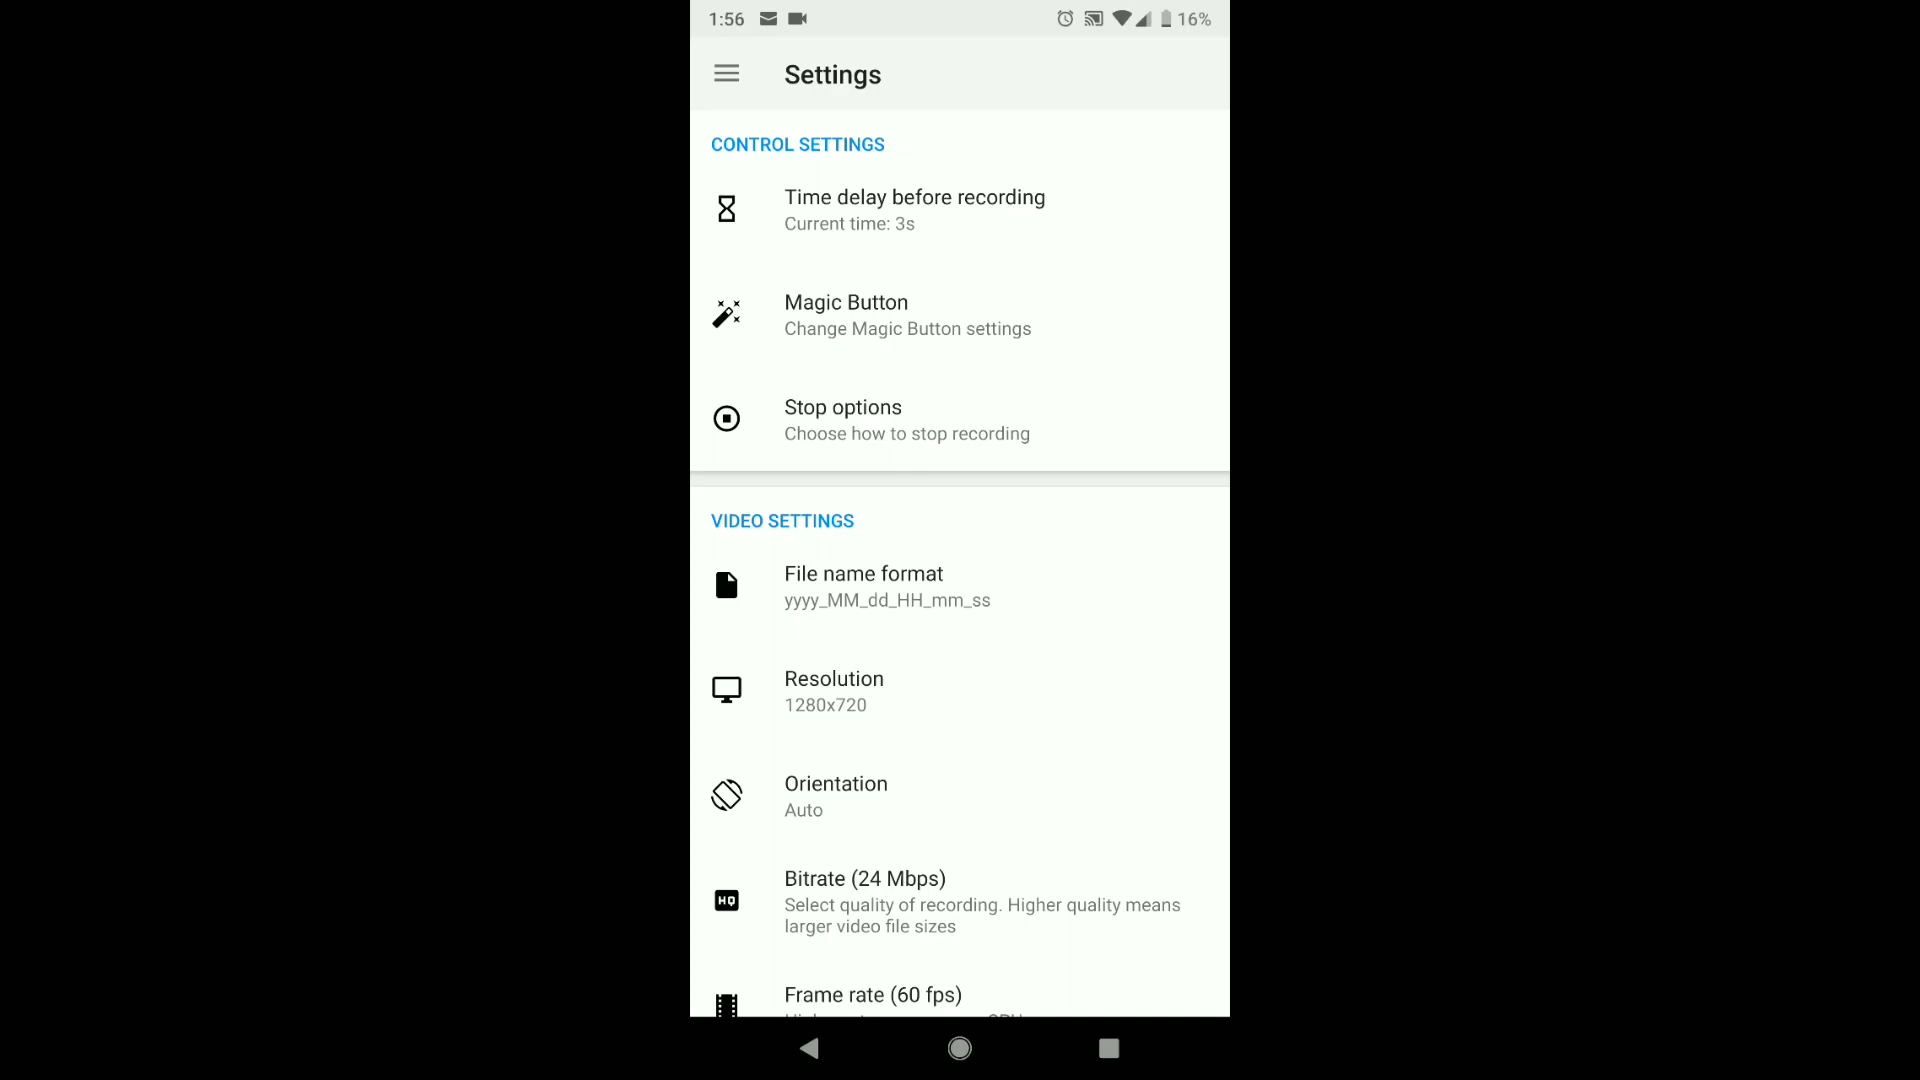 1:56 16%
Settings
CONTROL SETTINGS
Time delay before recording
Current time: 3s
Magic Button
Change Magic Button settings
Stop options
Choose how to stop recording
VIDEO SETTINGS
File name format
yyyy_MM_dd_HH_mm_ss
Resolution
1280x720
Orientation
Auto
HQ
Bitrate (24 Mbps)
Select quality of recording. Higher quality means
larger video file sizes
Frame rate (60 fps)